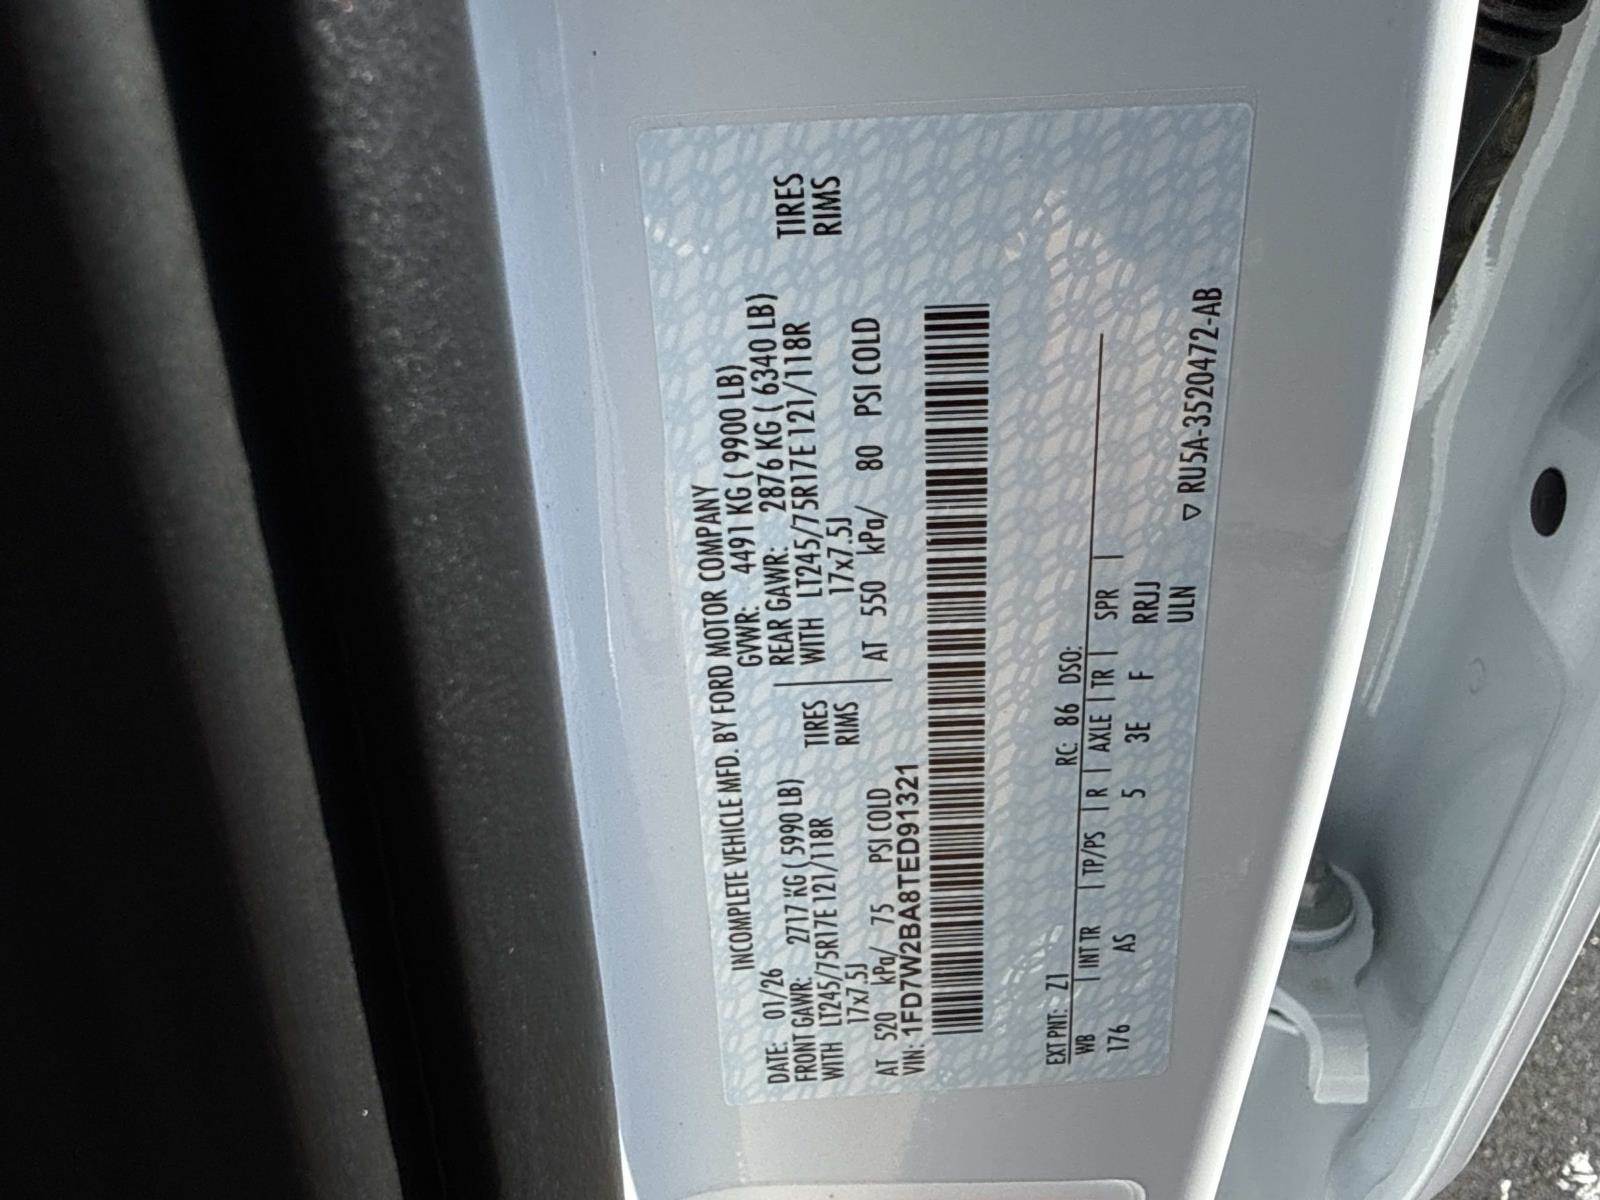 INCOMPLETE VEHICLE MFD. BY FORD MOTOR COMPANY
DATE: 01/26 GVWR: 4491 KG ( 9900 LB)
FRONT GAWR: 2717 KG ( 5990 LB) REAR GAWR: 2876 KG ( 6340 LB)
WITH LT245/75R17E 121/118R TIRES WITH LT245/75R17E 121/118R TIRES
17x7.5J RIMS 17x7.5J RIMS
AT 520 kPa/ 75 PSI COLD AT 550 kPa/ 80 PSI COLD
VIN: 1FD7W2BA8TED91321
EXT PNT: Z1 RC: 86 DSO:
WB | INT TR | TP/PS | R | AXLE | TR | SPR |
176 AS 5 3E F RRJJ
ULN
▽ RU5A-3520472-AB